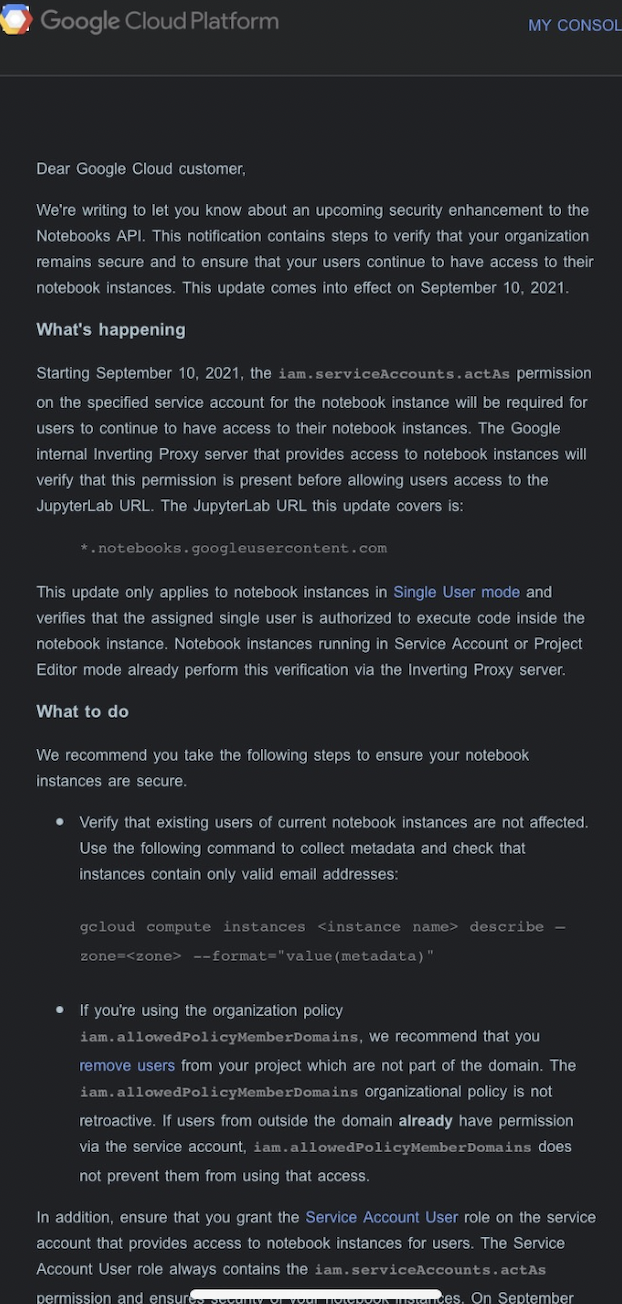 Google Cloud Platform
MY CONSOL
Dear Google Cloud customer,
We're writing to let you know about an upcoming security enhancement to the
Notebooks API. This notification contains steps to verify that your organization
remains secure and to ensure that your users continue to have access to their
notebook instances. This update comes into effect on September 10, 2021.
What's happening
Starting September 10, 2021, the iam.serviceAccounts.actAs permission
on the specified service account for the notebook instance will be required for
users to continue to have access to their notebook instances. The Google
internal Inverting Proxy server that provides access to notebook instances will
verify that this permission is present before allowing users access to the
JupyterLab URL. The JupyterLab URL this update covers is:
*.notebooks.googleusercontent.com
This update only applies to notebook instances in Single User mode and
verifies that the assigned single user is authorized to execute code inside the
notebook instance. Notebook instances running in Service Account or Project
Editor mode already perform this verification via the Inverting Proxy server.
What to do
We recommend you take the following steps to ensure your notebook
instances are secure.
• Verify that existing users of current notebook instances are not affected.
Use the following command to collect metadata and check that
instances contain only valid email addresses:
gcloud compute instances <instance name> describe —
zone=<zone> --format="value(metadata)"
• If you're using the organization policy
iam.allowedPolicyMemberDomains, we recommend that you
remove users from your project which are not part of the domain. The
iam.allowedPolicyMemberDomains organizational policy is not
retroactive. If users from outside the domain already have permission
via the service account, iam.allowedPolicyMemberDomains does
not prevent them from using that access.
In addition, ensure that you grant the Service Account User role on the service
account that provides access to notebook instances for users. The Service
Account User role always contains the iam.serviceAccounts.actAs
permission and ensures security of your notebook instances. On September